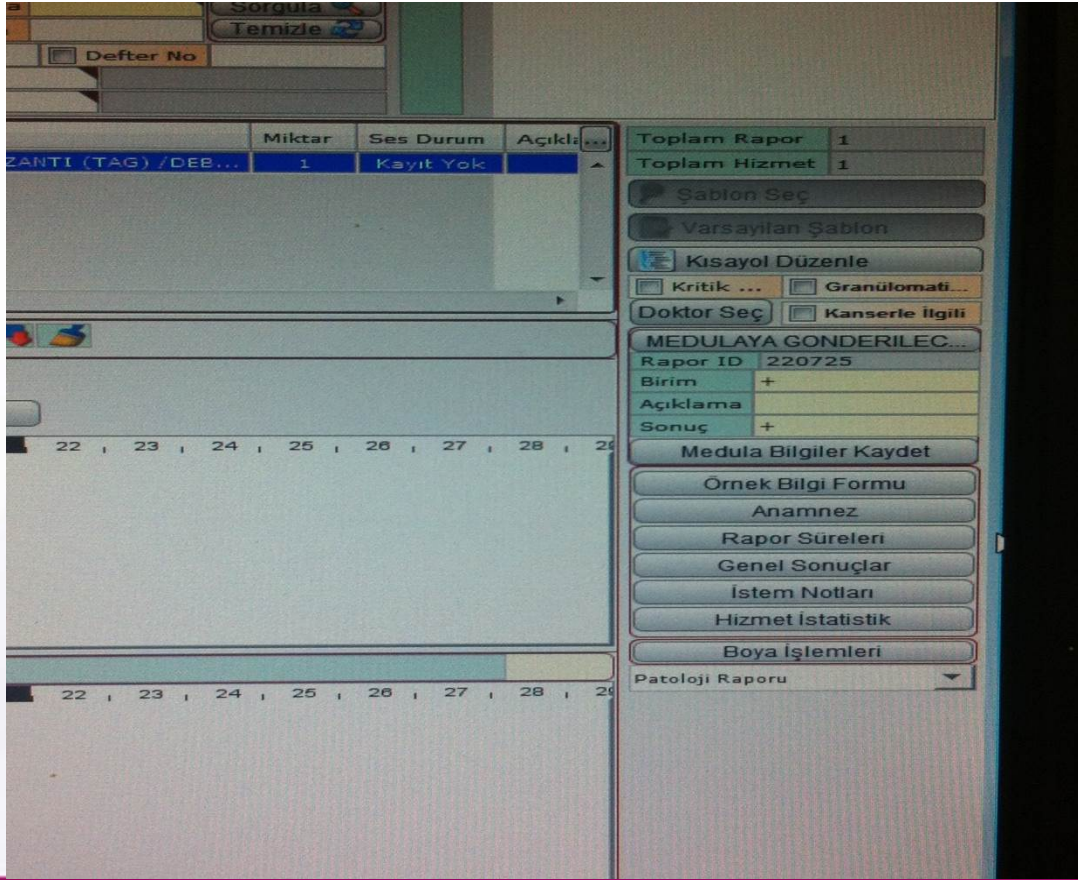 Sorgula
Temizle
Defter No
Miktar Ses Durum Açıkla ...
ZANTI (TAG) /DEB... 1 Kayıt Yok
Toplam Rapor 1
Toplam Hizmet 1
Şablon Seç
Varsayilan Şablon
Kısayol Düzenle
Kritik ... Granülomati...
Doktor Seç Kanserle İlgili
MEDULAYA GONDERILEC...
Rapor ID 220725
Birim +
Açıklama
Sonuç +
Medula Bilgiler Kaydet
22 23 24 25 26 27 28 29
Örnek Bilgi Formu
Anamnez
Rapor Süreleri
Genel Sonuçlar
İstem Notları
Hizmet İstatistik
Boya İşlemleri
Patoloji Raporu
22 23 24 25 26 27 28 29